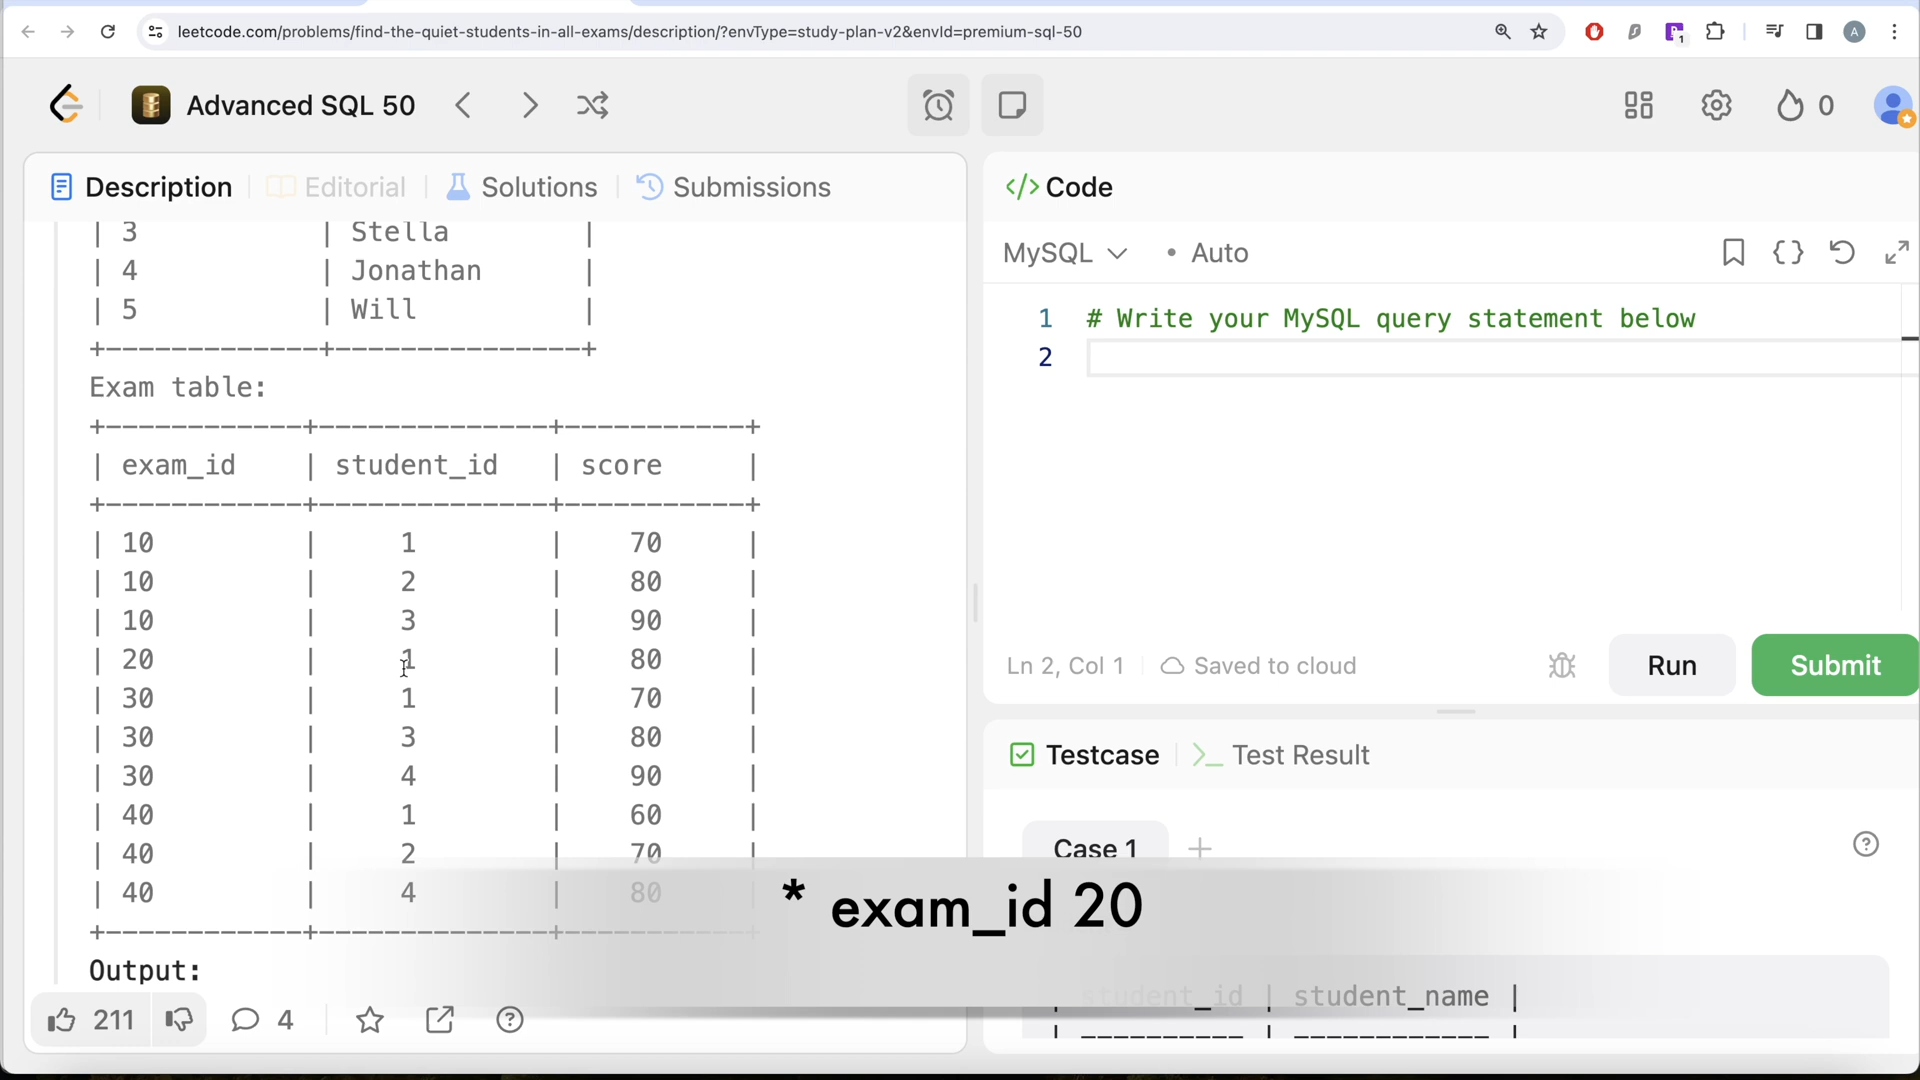 leetcode.com/problems/find-the-quiet-students-in-all-exams/description/?envType=study-plan-v2&envId=premium-sql-50
1
A
Advanced SQL 50
0
Description
Editorial
Solutions
Submissions
| 3 | Stella |
| 4 | Jonathan |
| 5 | Will |
+--------------+----------------+
Exam table:
+-------------+---------------+-----------+
| exam_id | student_id | score |
+-------------+---------------+-----------+
| 10 | 1 | 70 |
| 10 | 2 | 80 |
| 10 | 3 | 90 |
| 20 | 1 | 80 |
| 30 | 1 | 70 |
| 30 | 3 | 80 |
| 30 | 4 | 90 |
| 40 | 1 | 60 |
| 40 | 2 | 70 |
| 40 | 4 | 80 |
+-------------+---------------+-----------+
Output:
211
4
</> Code
MySQL • Auto
1 # Write your MySQL query statement below
2
Ln 2, Col 1
Saved to cloud
Run
Submit
Testcase
>_ Test Result
Case 1 +
| student_id | student_name |
| ---------- | ------------ |
* exam_id 20